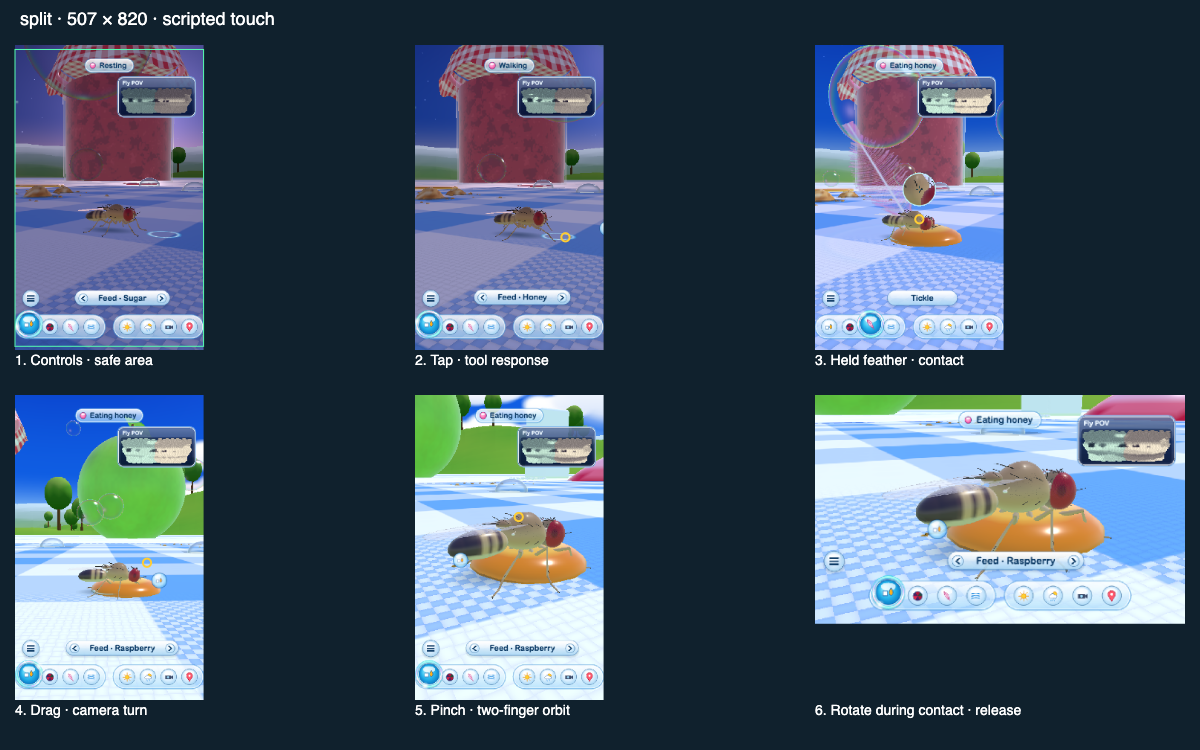 split · 507 × 820 · scripted touch
Resting
Fly POV
Feed · Sugar
1. Controls · safe area
Walking
Fly POV
Feed · Honey
2. Tap · tool response
Eating honey
Fly POV
Tickle
3. Held feather · contact
Eating honey
Fly POV
Feed · Raspberry
4. Drag · camera turn
Eating honey
Fly POV
Feed · Raspberry
5. Pinch · two-finger orbit
Eating honey
Fly POV
Feed · Raspberry
6. Rotate during contact · release